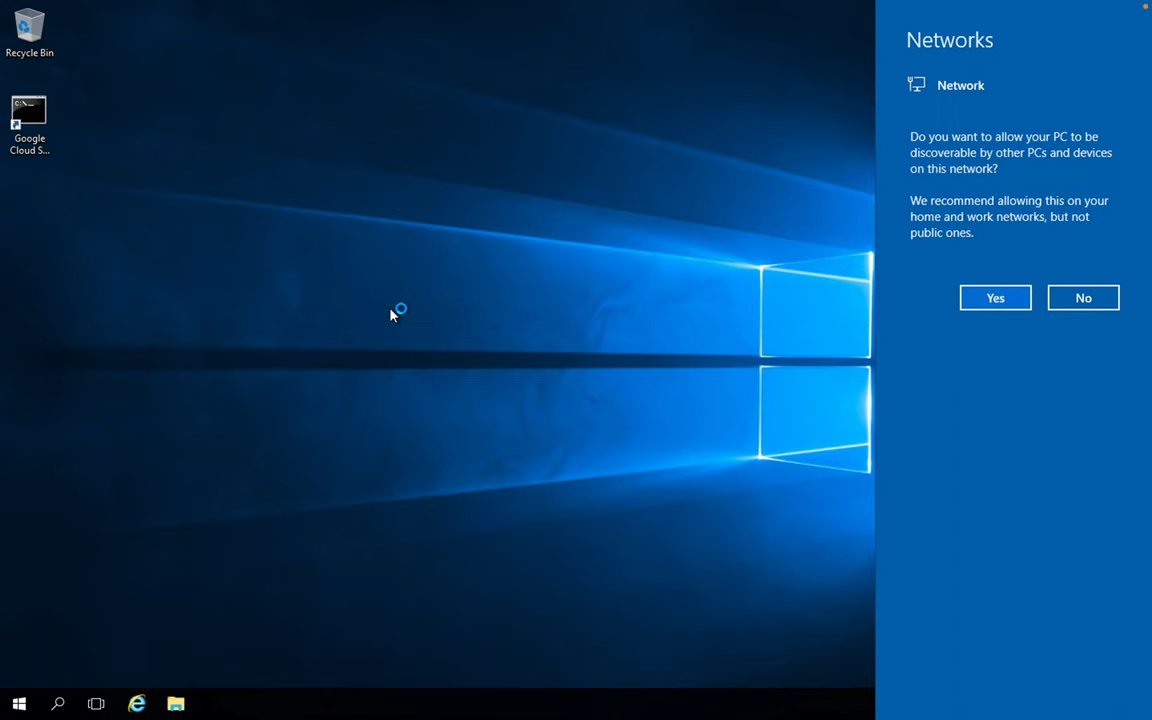 Recycle Bin
C:\_
Google
Cloud S...
Networks
Network
Do you want to allow your PC to be
discoverable by other PCs and devices
on this network?
We recommend allowing this on your
home and work networks, but not
public ones.
Yes
No